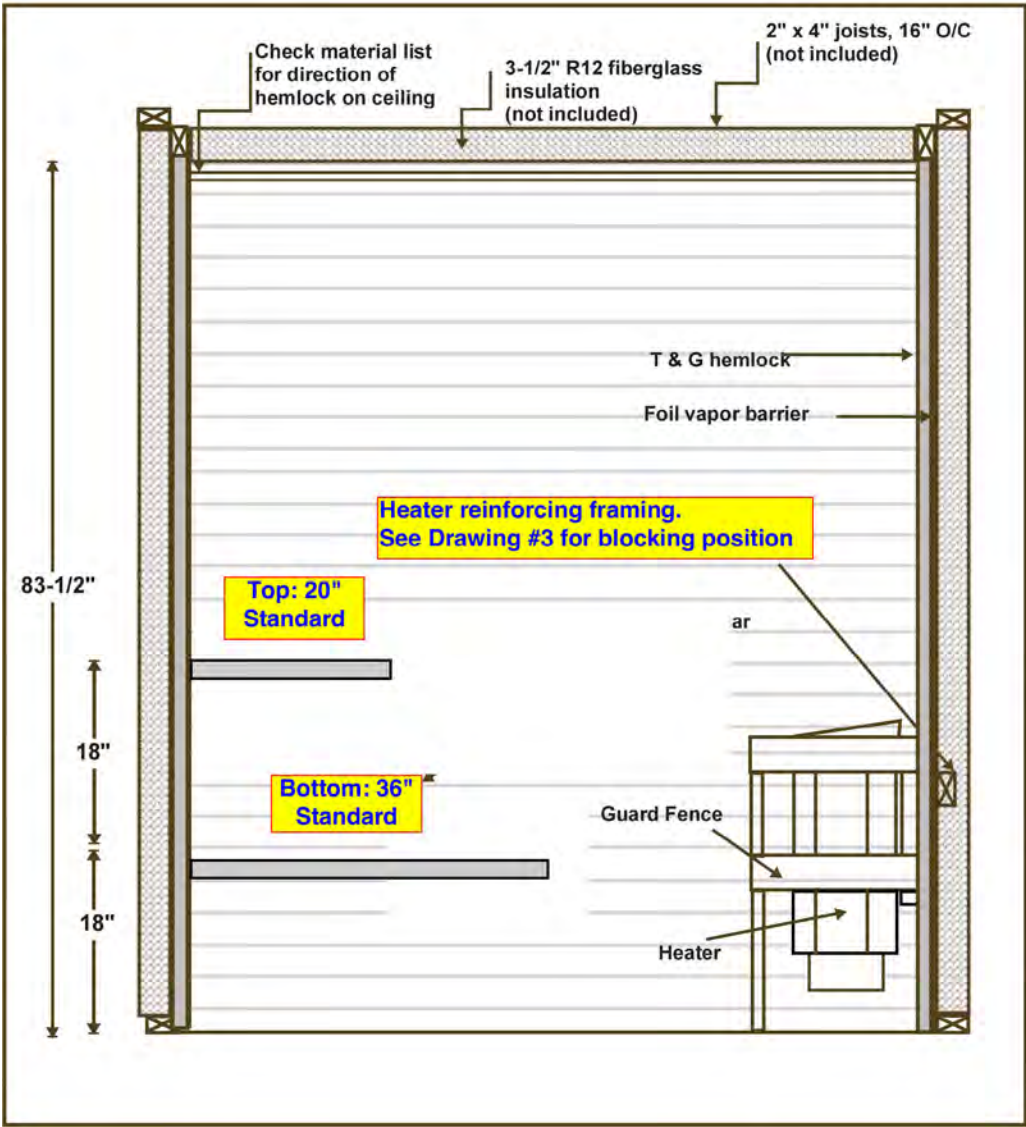 2" x 4" joists, 16" O/C
(not included)
Check material list
for direction of
hemlock on ceiling
3-1/2" R12 fiberglass
insulation
(not included)
T & G hemlock
Foil vapor barrier
Heater reinforcing framing.
See Drawing #3 for blocking position
83-1/2"
Top: 20"
Standard
ar
18"
Bottom: 36"
Standard
Guard Fence
18"
Heater